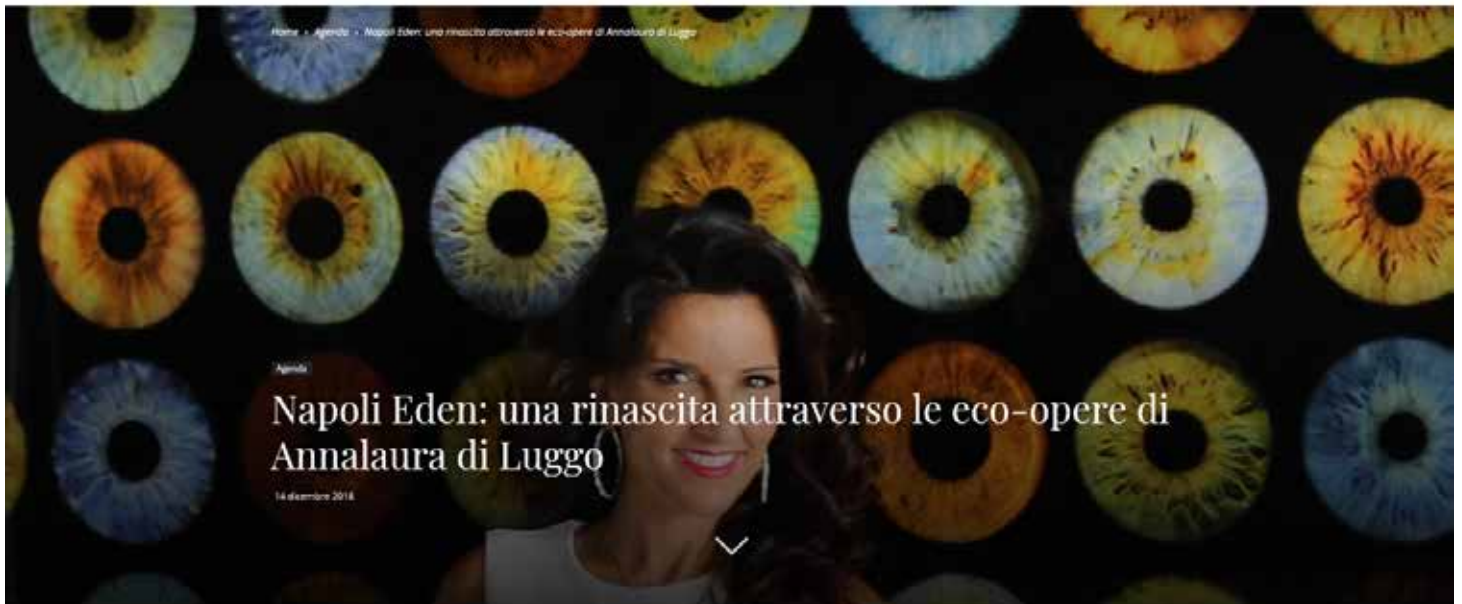 Home › Agenda › Napoli Eden: una rinascita attraverso le eco-opere di Annalaura di Luggo
Agenda
Napoli Eden: una rinascita attraverso le eco-opere di
Annalaura di Luggo
14 dicembre 2018